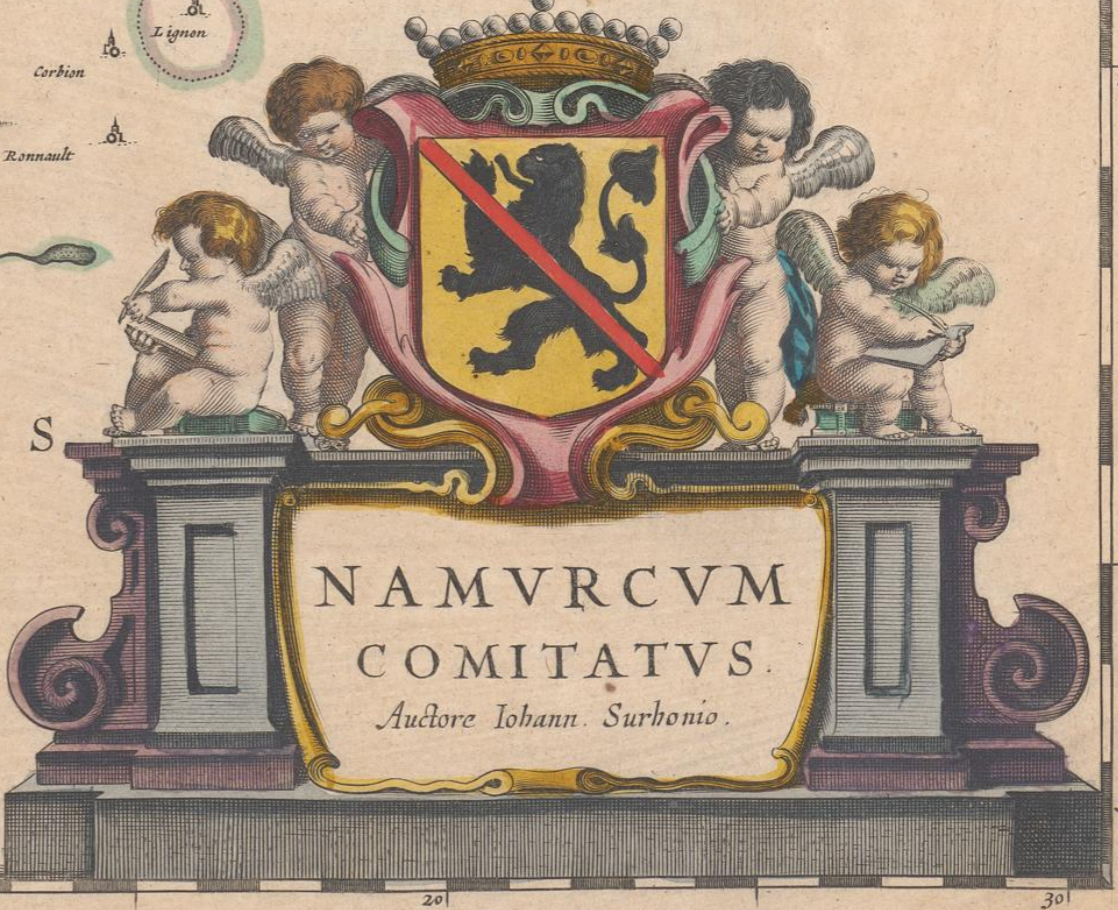 Lignon
Corbion
Ronnault
S
NAMVRCVM
COMITATVS.
Auctore Iohann. Surhonio.
20
30